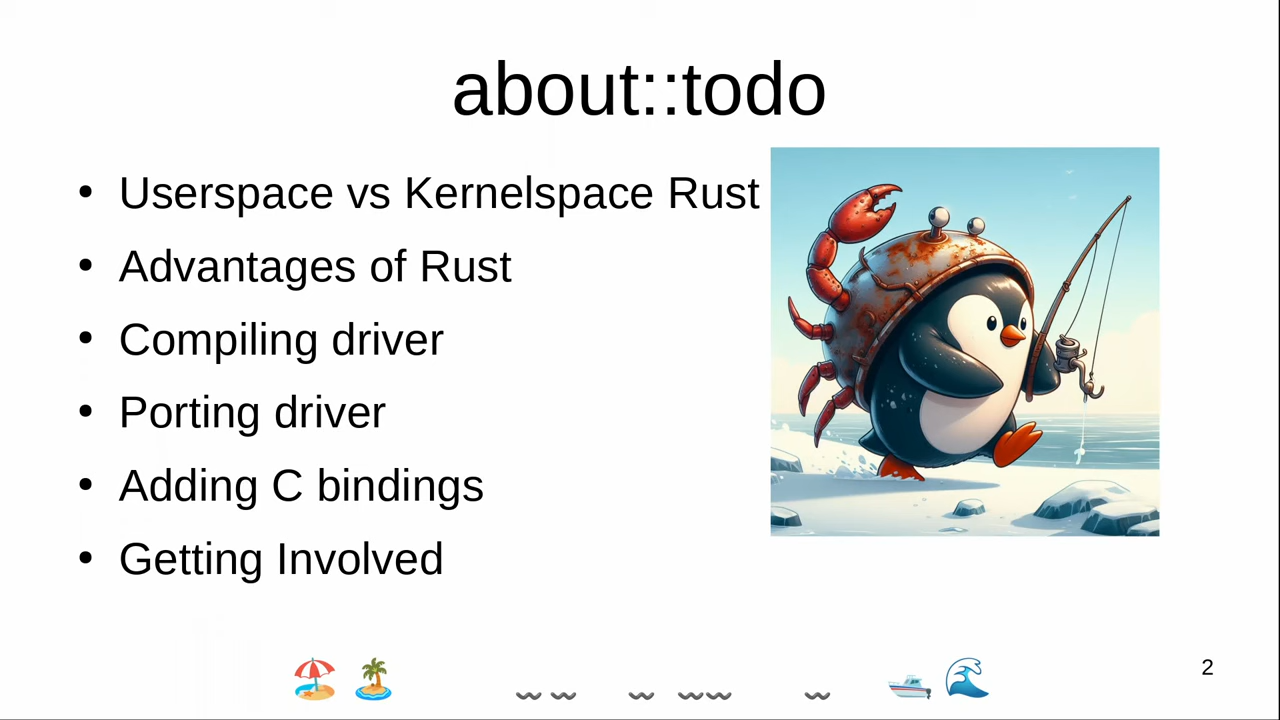 about::todo
• Userspace vs Kernelspace Rust
• Advantages of Rust
• Compiling driver
• Porting driver
• Adding C bindings
• Getting Involved
2